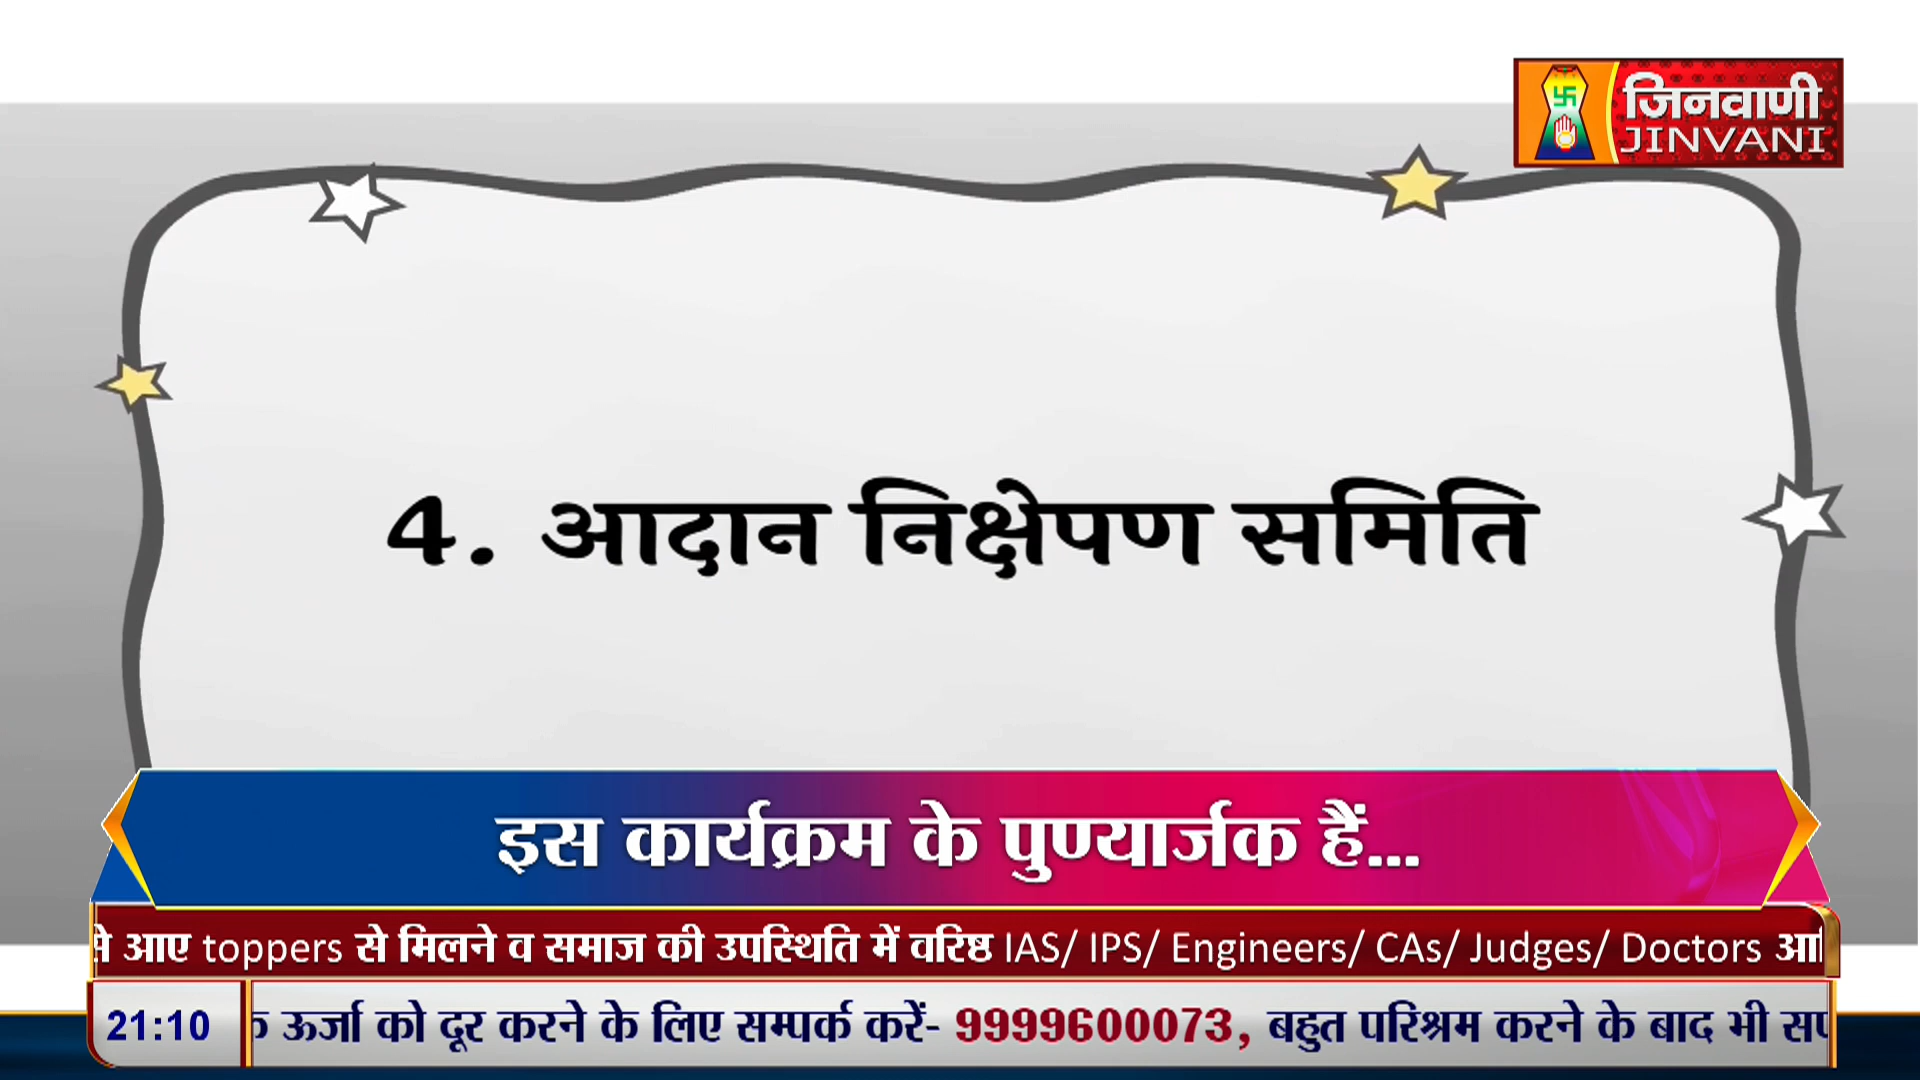 जिनवाणी
JINVANI
4. आदान निक्षेपण समिति
इस कार्यक्रम के पुण्यार्जक हैं...
आए toppers से मिलने व समाज की उपस्थिति में वरिष्ठ IAS/ IPS/ Engineers/ CAs/ Judges/ Doctors
21:10
ऊर्जा को दूर करने के लिए सम्पर्क करें- 9999600073, बहुत परिश्रम करने के बाद भी